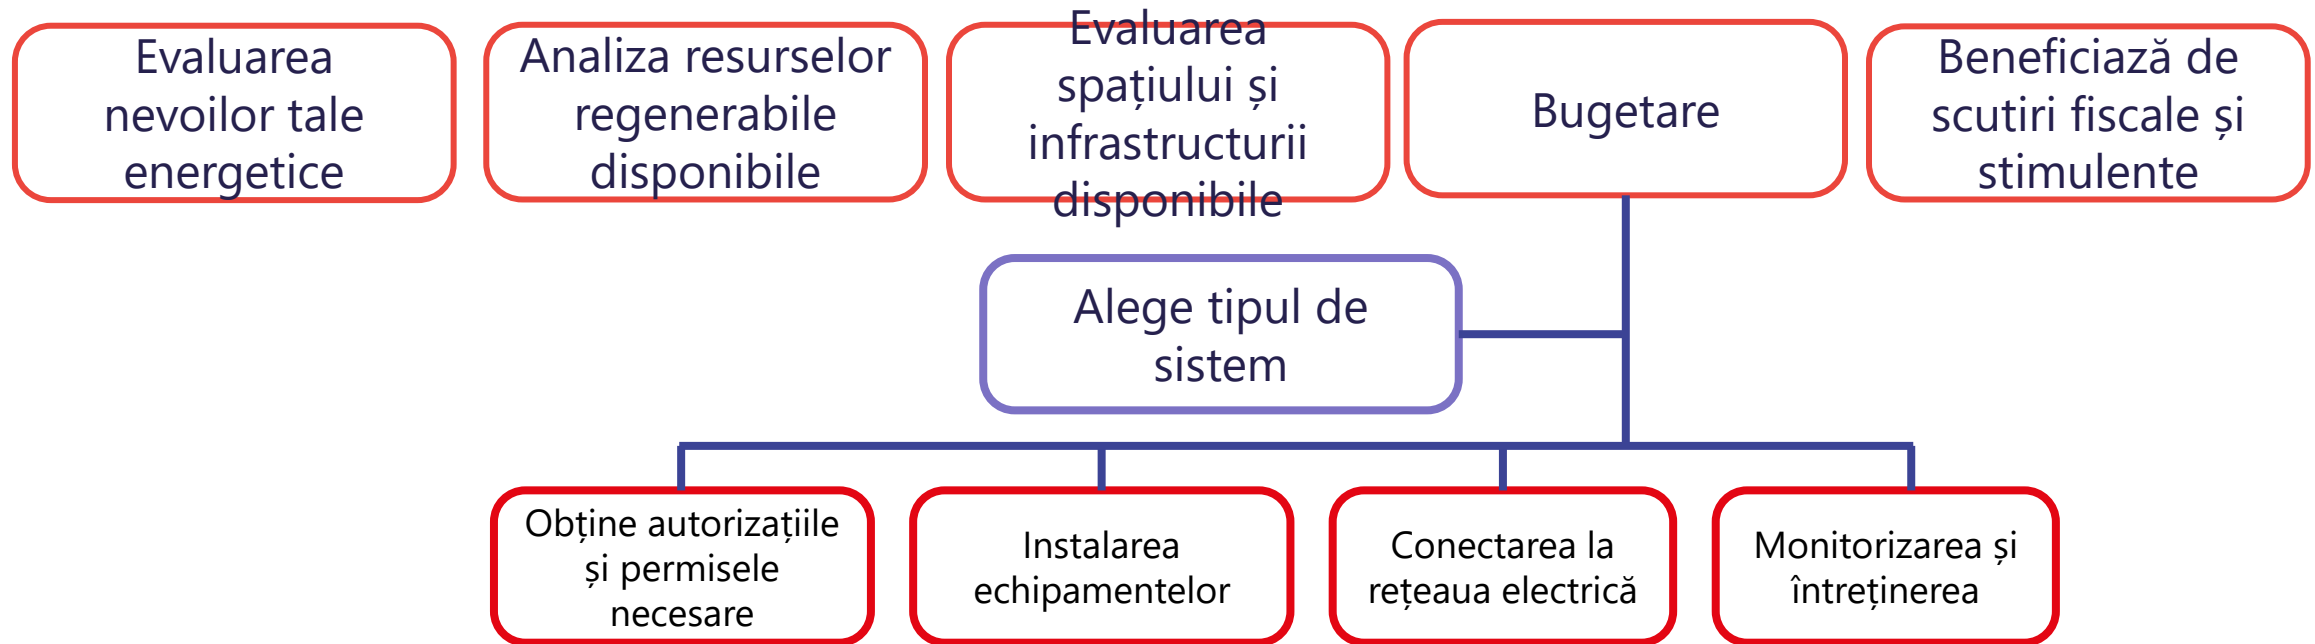 Evaluarea
nevoilor tale
energetice
Analiza resurselor
regenerabile
disponibile
Evaluarea
spațiului și
infrastructurii
disponibile
Bugetare
Beneficiază de
scutiri fiscale și
stimulente
Alege tipul de
sistem
Obține autorizațiile
și permisele
necesare
Instalarea
echipamentelor
Conectarea la
rețeaua electrică
Monitorizarea și
întreținerea